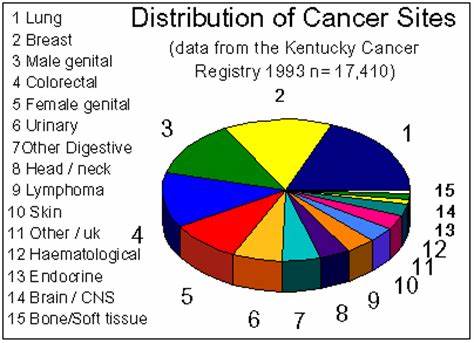 Distribution of Cancer Sites
(data from the Kentucky Cancer
Registry 1993 n= 17,410)
1 Lung
2 Breast
3 Male genital
4 Colorectal
5 Female genital
6 Urinary
7Other Digestive
8 Head / neck
9 Lymphoma
10 Skin
11 Other / uk
12 Haematological
13 Endocrine
14 Brain / CNS
15 Bone/Soft tissue
1
2
3
4
5
6
7
8
9
10
11
12
13
14
15